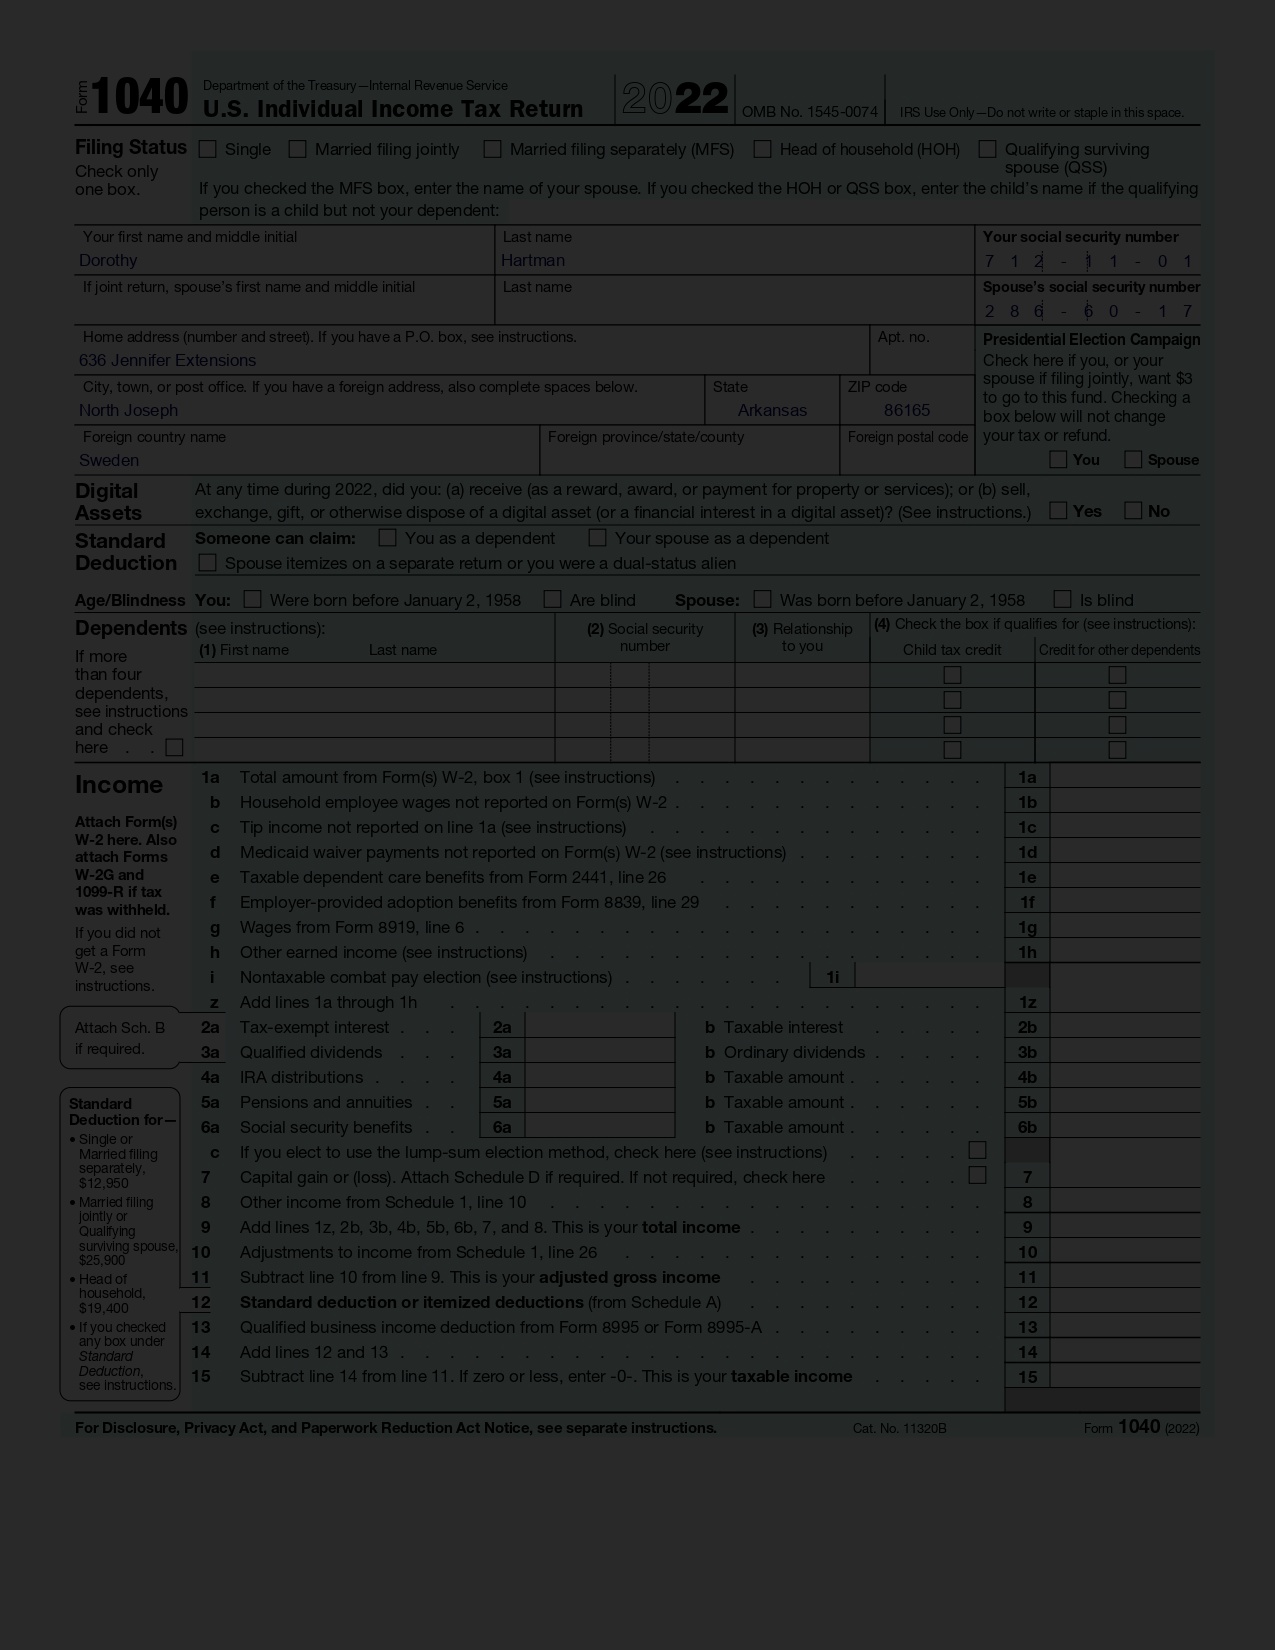 Form 1040 Department of the Treasury—Internal Revenue Service
U.S. Individual Income Tax Return 2022 OMB No. 1545-0074 IRS Use Only—Do not write or staple in this space.
Filing Status Single Married filing jointly Married filing separately (MFS) Head of household (HOH) Qualifying surviving
Check only spouse (QSS)
one box. If you checked the MFS box, enter the name of your spouse. If you checked the HOH or QSS box, enter the child's name if the qualifying
person is a child but not your dependent:
Your first name and middle initial Last name Your social security number
Dorothy Hartman 7 1 2 - 1 1 - 0 1
If joint return, spouse's first name and middle initial Last name Spouse's social security number
2 8 6 - 6 0 - 1 7
Home address (number and street). If you have a P.O. box, see instructions. Apt. no. Presidential Election Campaign
636 Jennifer Extensions Check here if you, or your
spouse if filing jointly, want $3
City, town, or post office. If you have a foreign address, also complete spaces below. State ZIP code to go to this fund. Checking a
North Joseph Arkansas 86165 box below will not change
Foreign country name Foreign province/state/county Foreign postal code your tax or refund.
Sweden You Spouse
Digital At any time during 2022, did you: (a) receive (as a reward, award, or payment for property or services); or (b) sell,
Assets exchange, gift, or otherwise dispose of a digital asset (or a financial interest in a digital asset)? (See instructions.) Yes No
Standard Someone can claim: You as a dependent Your spouse as a dependent
Deduction Spouse itemizes on a separate return or you were a dual-status alien
Age/Blindness You: Were born before January 2, 1958 Are blind Spouse: Was born before January 2, 1958 Is blind
Dependents (see instructions): (2) Social security number (3) Relationship to you (4) Check the box if qualifies for (see instructions):
(1) First name Last name Child tax credit Credit for other dependents
If more
than four
dependents,
see instructions
and check
here . .
Income 1a Total amount from Form(s) W-2, box 1 (see instructions) . . . . . . . . . . . . . 1a
b Household employee wages not reported on Form(s) W-2 . . . . . . . . . . . . . 1b
Attach Form(s)
W-2 here. Also
attach Forms
W-2G and
1099-R if tax
was withheld.
c Tip income not reported on line 1a (see instructions) . . . . . . . . . . . . . . 1c
d Medicaid waiver payments not reported on Form(s) W-2 (see instructions) . . . . . . . . 1d
e Taxable dependent care benefits from Form 2441, line 26 . . . . . . . . . . . . 1e
f Employer-provided adoption benefits from Form 8839, line 29 . . . . . . . . . . . 1f
If you did not
get a Form
W-2, see
instructions.
g Wages from Form 8919, line 6 . . . . . . . . . . . . . . . . . . . . . 1g
h Other earned income (see instructions) . . . . . . . . . . . . . . . . . . 1h
i Nontaxable combat pay election (see instructions) . . . . . . . 1i
z Add lines 1a through 1h . . . . . . . . . . . . . . . . . . . . . . 1z
Attach Sch. B
if required.
2a Tax-exempt interest . . . 2a b Taxable interest . . . . . 2b
3a Qualified dividends . . . 3a b Ordinary dividends . . . . . 3b
4a IRA distributions . . . . 4a b Taxable amount . . . . . . 4b
5a Pensions and annuities . . 5a b Taxable amount . . . . . . 5b
6a Social security benefits . . 6a b Taxable amount . . . . . . 6b
Standard
Deduction for—
• Single or
Married filing
separately,
$12,950
• Married filing
jointly or
Qualifying
surviving spouse,
$25,900
• Head of
household,
$19,400
• If you checked
any box under
Standard
Deduction,
see instructions.
c If you elect to use the lump-sum election method, check here (see instructions) . . . . .
7 Capital gain or (loss). Attach Schedule D if required. If not required, check here . . . . . 7
8 Other income from Schedule 1, line 10 . . . . . . . . . . . . . . . . . . 8
9 Add lines 1z, 2b, 3b, 4b, 5b, 6b, 7, and 8. This is your total income . . . . . . . . . . 9
10 Adjustments to income from Schedule 1, line 26 . . . . . . . . . . . . . . . 10
11 Subtract line 10 from line 9. This is your adjusted gross income . . . . . . . . . . 11
12 Standard deduction or itemized deductions (from Schedule A) . . . . . . . . . . 12
13 Qualified business income deduction from Form 8995 or Form 8995-A . . . . . . . . . 13
14 Add lines 12 and 13 . . . . . . . . . . . . . . . . . . . . . . . . 14
15 Subtract line 14 from line 11. If zero or less, enter -0-. This is your taxable income . . . . . 15
For Disclosure, Privacy Act, and Paperwork Reduction Act Notice, see separate instructions. Cat. No. 11320B Form 1040 (2022)